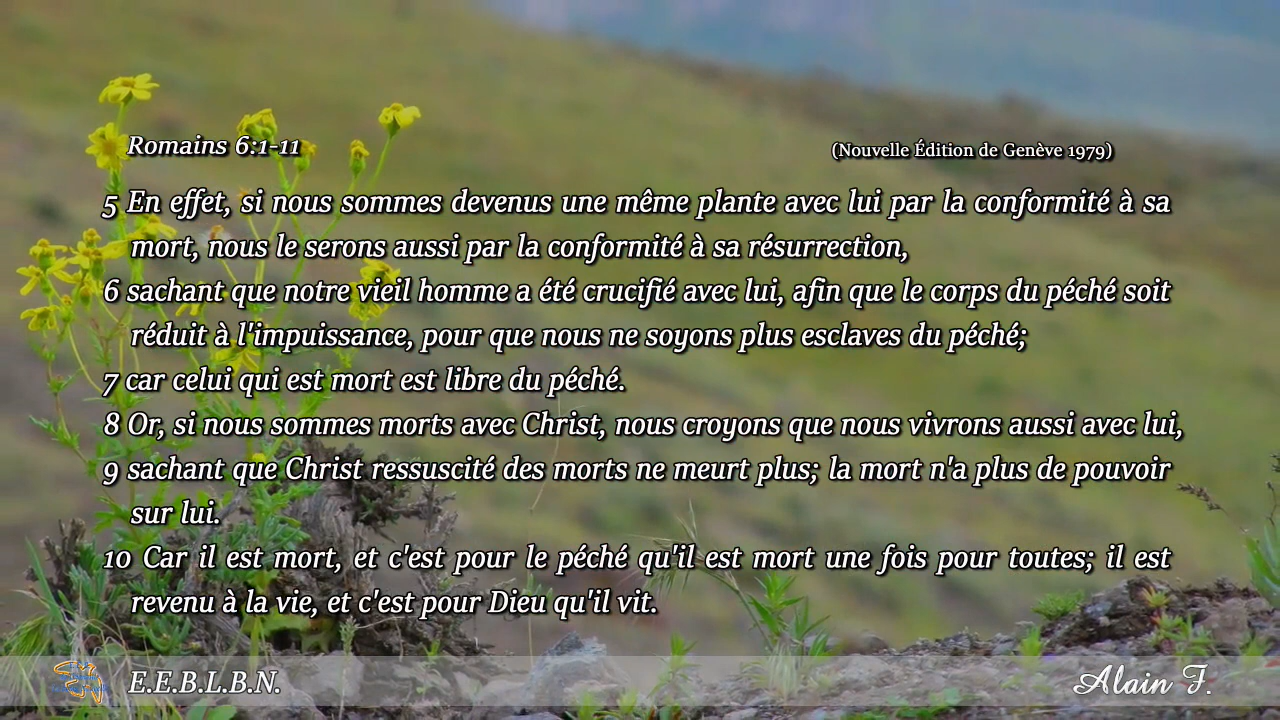 Romains 6:1-11
(Nouvelle Édition de Genève 1979)
5 En effet, si nous sommes devenus une même plante avec lui par la conformité à sa
mort, nous le serons aussi par la conformité à sa résurrection,
6 sachant que notre vieil homme a été crucifié avec lui, afin que le corps du péché soit
réduit à l'impuissance, pour que nous ne soyons plus esclaves du péché;
7 car celui qui est mort est libre du péché.
8 Or, si nous sommes morts avec Christ, nous croyons que nous vivrons aussi avec lui,
9 sachant que Christ ressuscité des morts ne meurt plus; la mort n'a plus de pouvoir
sur lui.
10 Car il est mort, et c'est pour le péché qu'il est mort une fois pour toutes; il est
revenu à la vie, et c'est pour Dieu qu'il vit.
E.E.B.L.B.N.
Alain F.